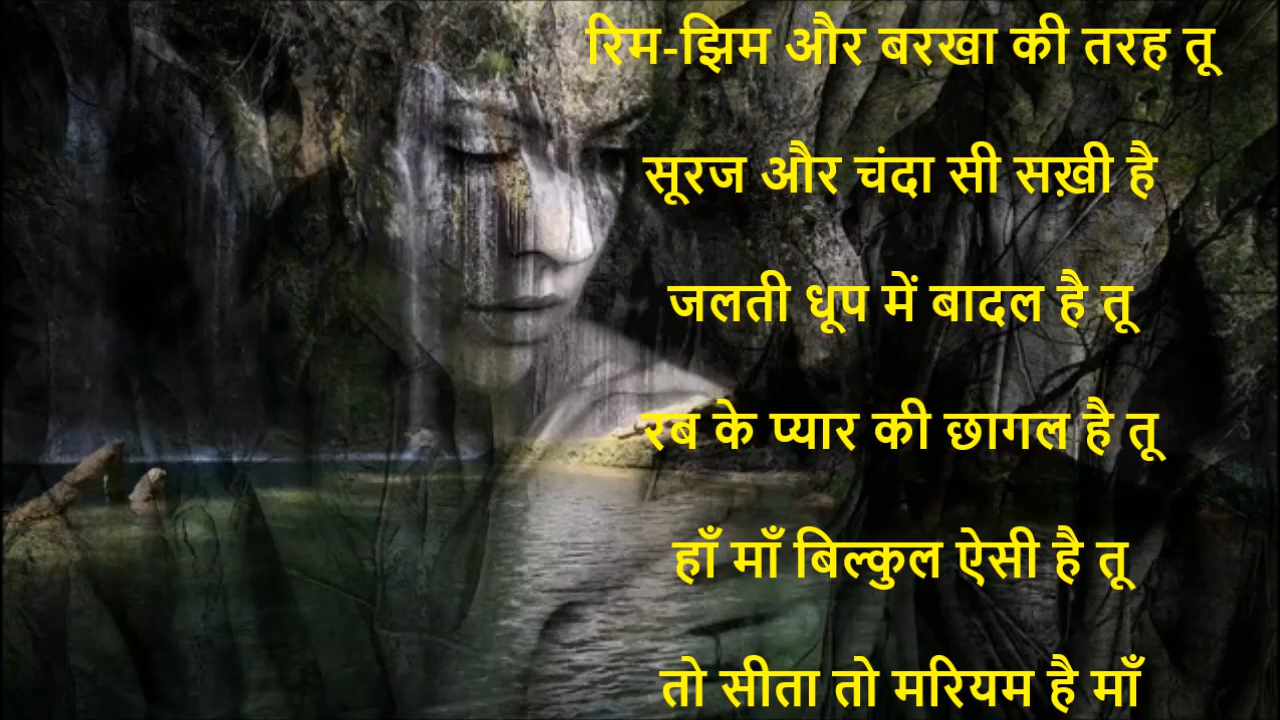 रिम-झिम और बरखा की तरह तू
सूरज और चंदा सी सख़ी है
जलती धूप में बादल है तू
रब के प्यार की छागल है तू
हाँ माँ बिल्कुल ऐसी है तू
तो सीता तो मरियम है माँ